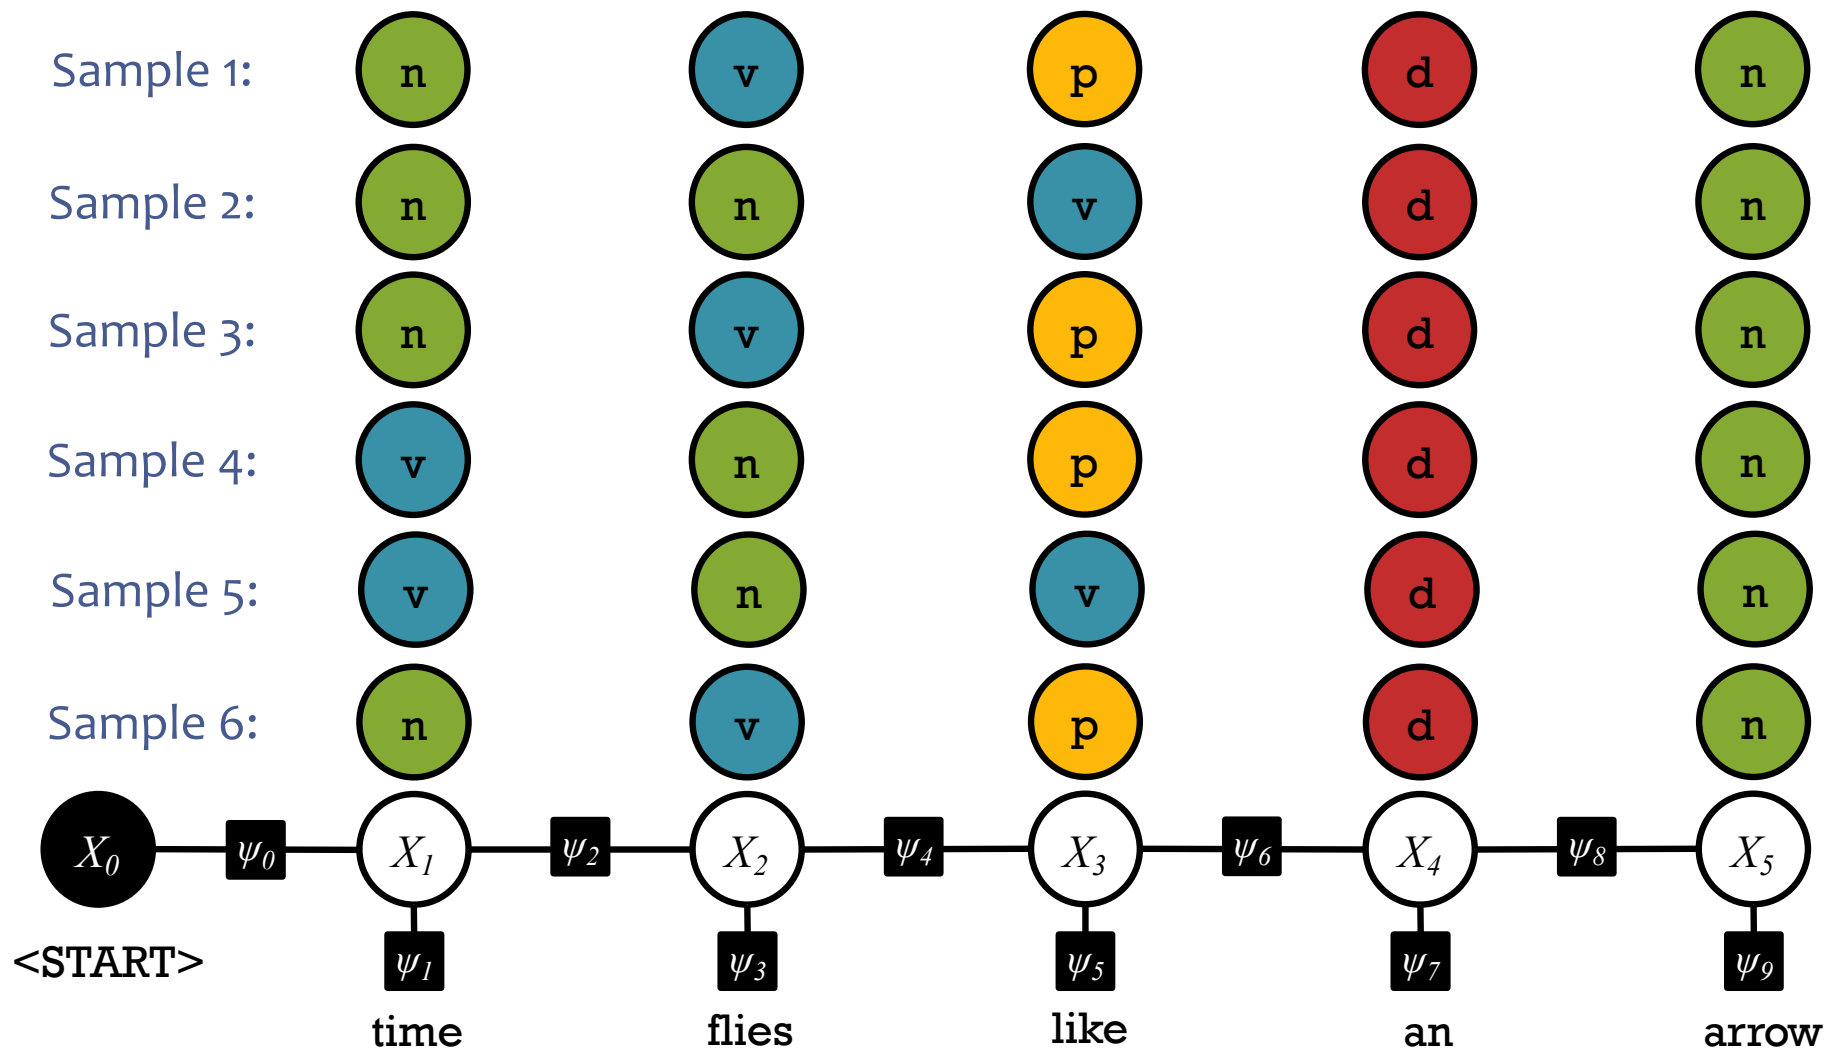 Sample 1: n v p d n
Sample 2: n n v d n
Sample 3: n v p d n
Sample 4: v n p d n
Sample 5: v n v d n
Sample 6: n v p d n
X0 ψ0 X1 ψ2 X2 ψ4 X3 ψ6 X4 ψ8 X5
<START> ψ1 ψ3 ψ5 ψ7 ψ9
time flies like an arrow